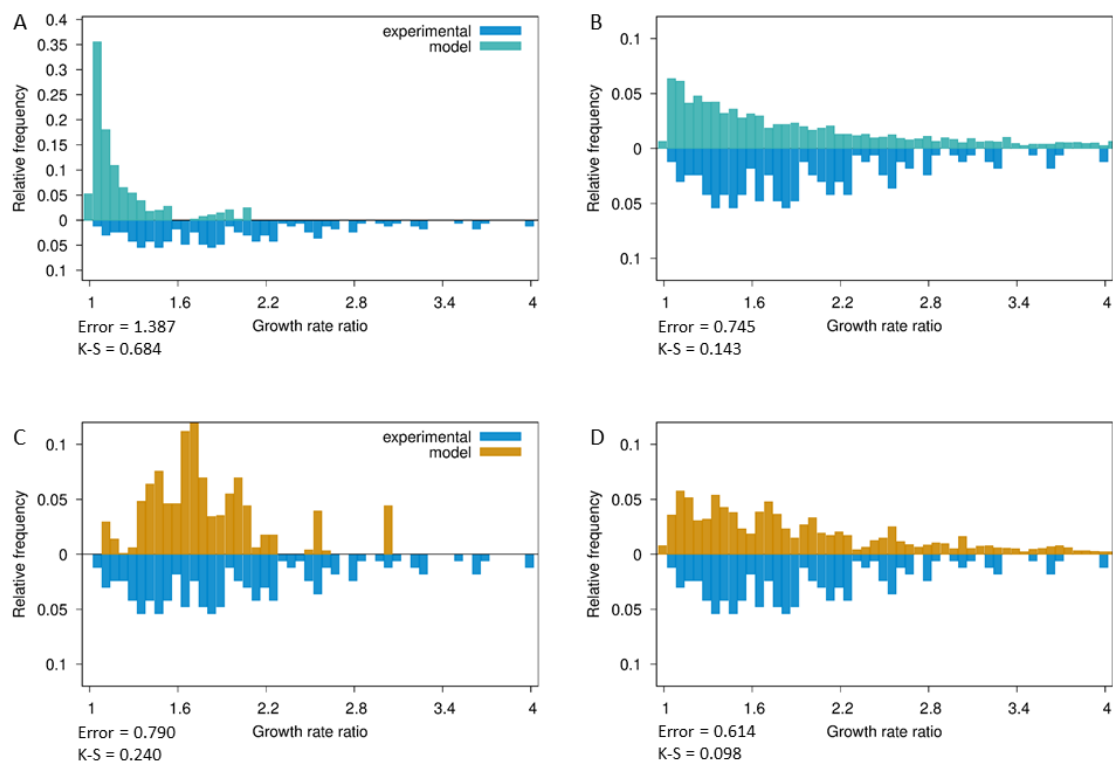 A
experimental
model
Relative frequency
0.4
0.35
0.3
0.25
0.2
0.15
0.1
0.05
0
0.05
0.1
1 1.6 2.2 2.8 3.4 4
Growth rate ratio
Error = 1.387
K-S = 0.684
B
Relative frequency
0.1
0.05
0
0.05
0.1
1 1.6 2.2 2.8 3.4 4
Growth rate ratio
Error = 0.745
K-S = 0.143
C
experimental
model
Relative frequency
0.1
0.05
0
0.05
0.1
1 1.6 2.2 2.8 3.4 4
Growth rate ratio
Error = 0.790
K-S = 0.240
D
Relative frequency
0.1
0.05
0
0.05
0.1
1 1.6 2.2 2.8 3.4 4
Growth rate ratio
Error = 0.614
K-S = 0.098